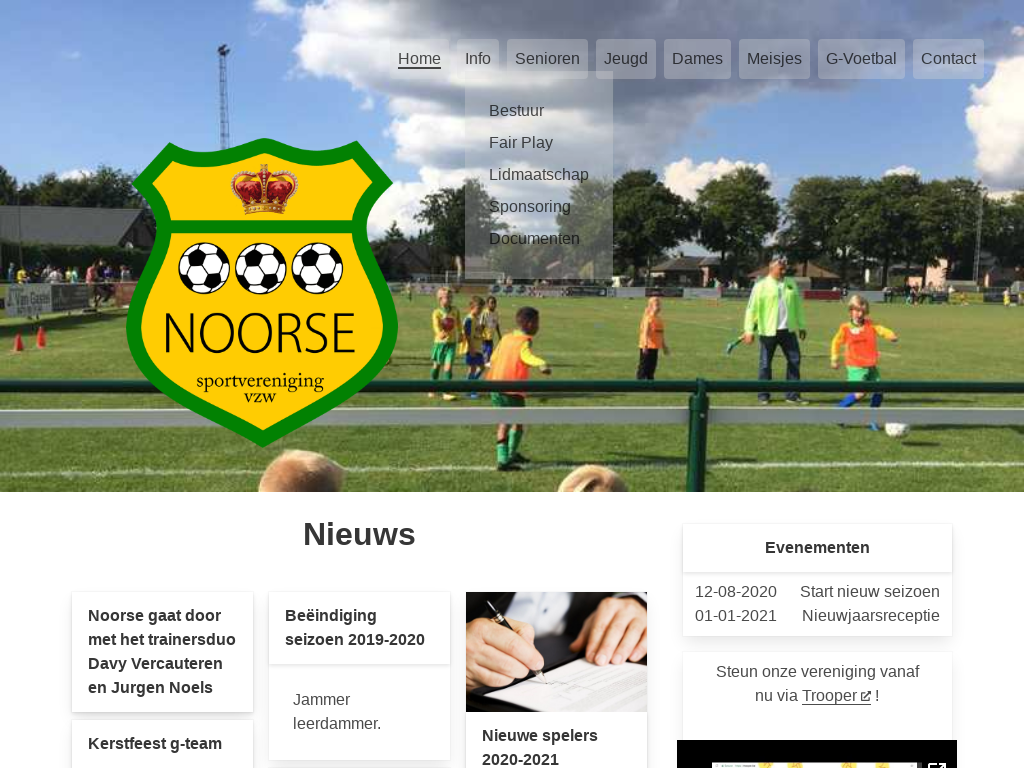 Home Info Senioren Jeugd Dames Meisjes G-Voetbal Contact
Bestuur
Fair Play
Lidmaatschap
Sponsoring
Documenten
NOORSE
sportvereniging
vzw
Van Gastel
Nieuws
Noorse gaat door
met het trainersduo
Davy Vercauteren
en Jurgen Noels
Kerstfeest g-team
Beëindiging
seizoen 2019-2020
Jammer
leerdammer.
Nieuwe spelers
2020-2021
Evenementen
12-08-2020 Start nieuw seizoen
01-01-2021 Nieuwjaarsreceptie
Steun onze vereniging vanaf
nu via Trooper !